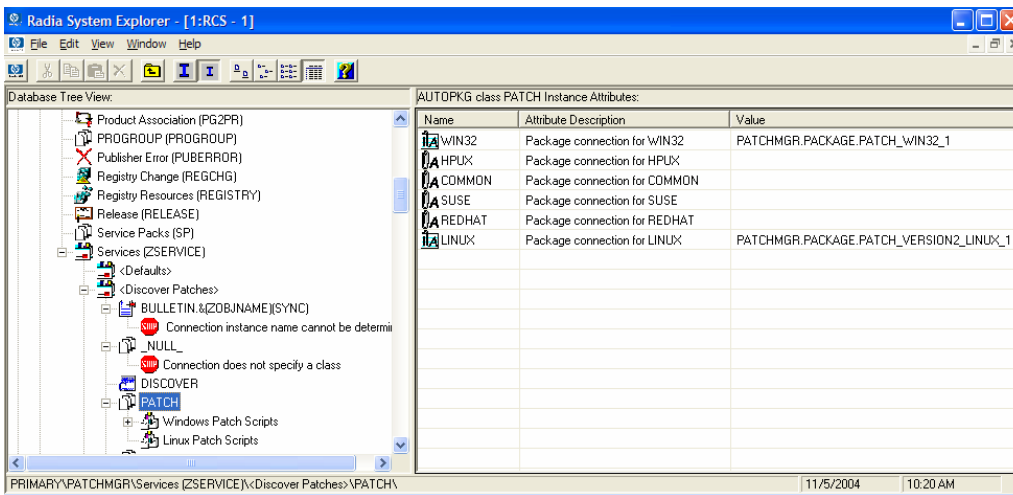 Radia System Explorer - [1:RCS - 1]
File Edit View Window Help
Database Tree View:
AUTOPKG class PATCH Instance Attributes:
Product Association (PG2PR)
PROGROUP (PROGROUP)
Publisher Error (PUBERROR)
Registry Change (REGCHG)
Registry Resources (REGISTRY)
Release (RELEASE)
Service Packs (SP)
Services (ZSERVICE)
<Defaults>
<Discover Patches>
BULLETIN.&(ZOBJNAME)(SYNC)
STOP Connection instance name cannot be determi
_NULL_
STOP Connection does not specify a class
DISCOVER
PATCH
Windows Patch Scripts
Linux Patch Scripts
Name Attribute Description Value
WIN32 Package connection for WIN32 PATCHMGR.PACKAGE.PATCH_WIN32_1
HPUX Package connection for HPUX
COMMON Package connection for COMMON
SUSE Package connection for SUSE
REDHAT Package connection for REDHAT
LINUX Package connection for LINUX PATCHMGR.PACKAGE.PATCH_VERSION2_LINUX_1
PRIMARY\PATCHMGR\Services (ZSERVICE)\<Discover Patches>\PATCH\ 11/5/2004 10:20 AM